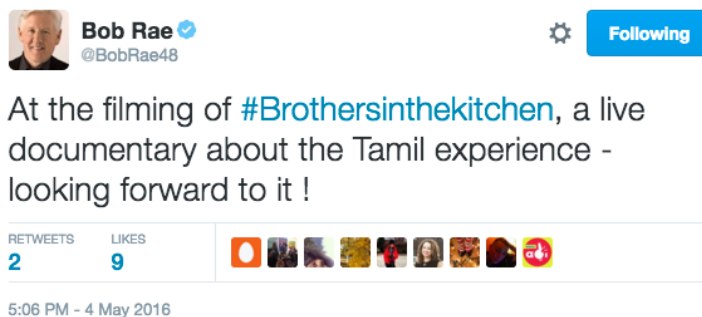 Bob Rae
@BobRae48
Following
At the filming of #Brothersinthekitchen, a live
documentary about the Tamil experience -
looking forward to it !
RETWEETS LIKES
2 9
5:06 PM - 4 May 2016